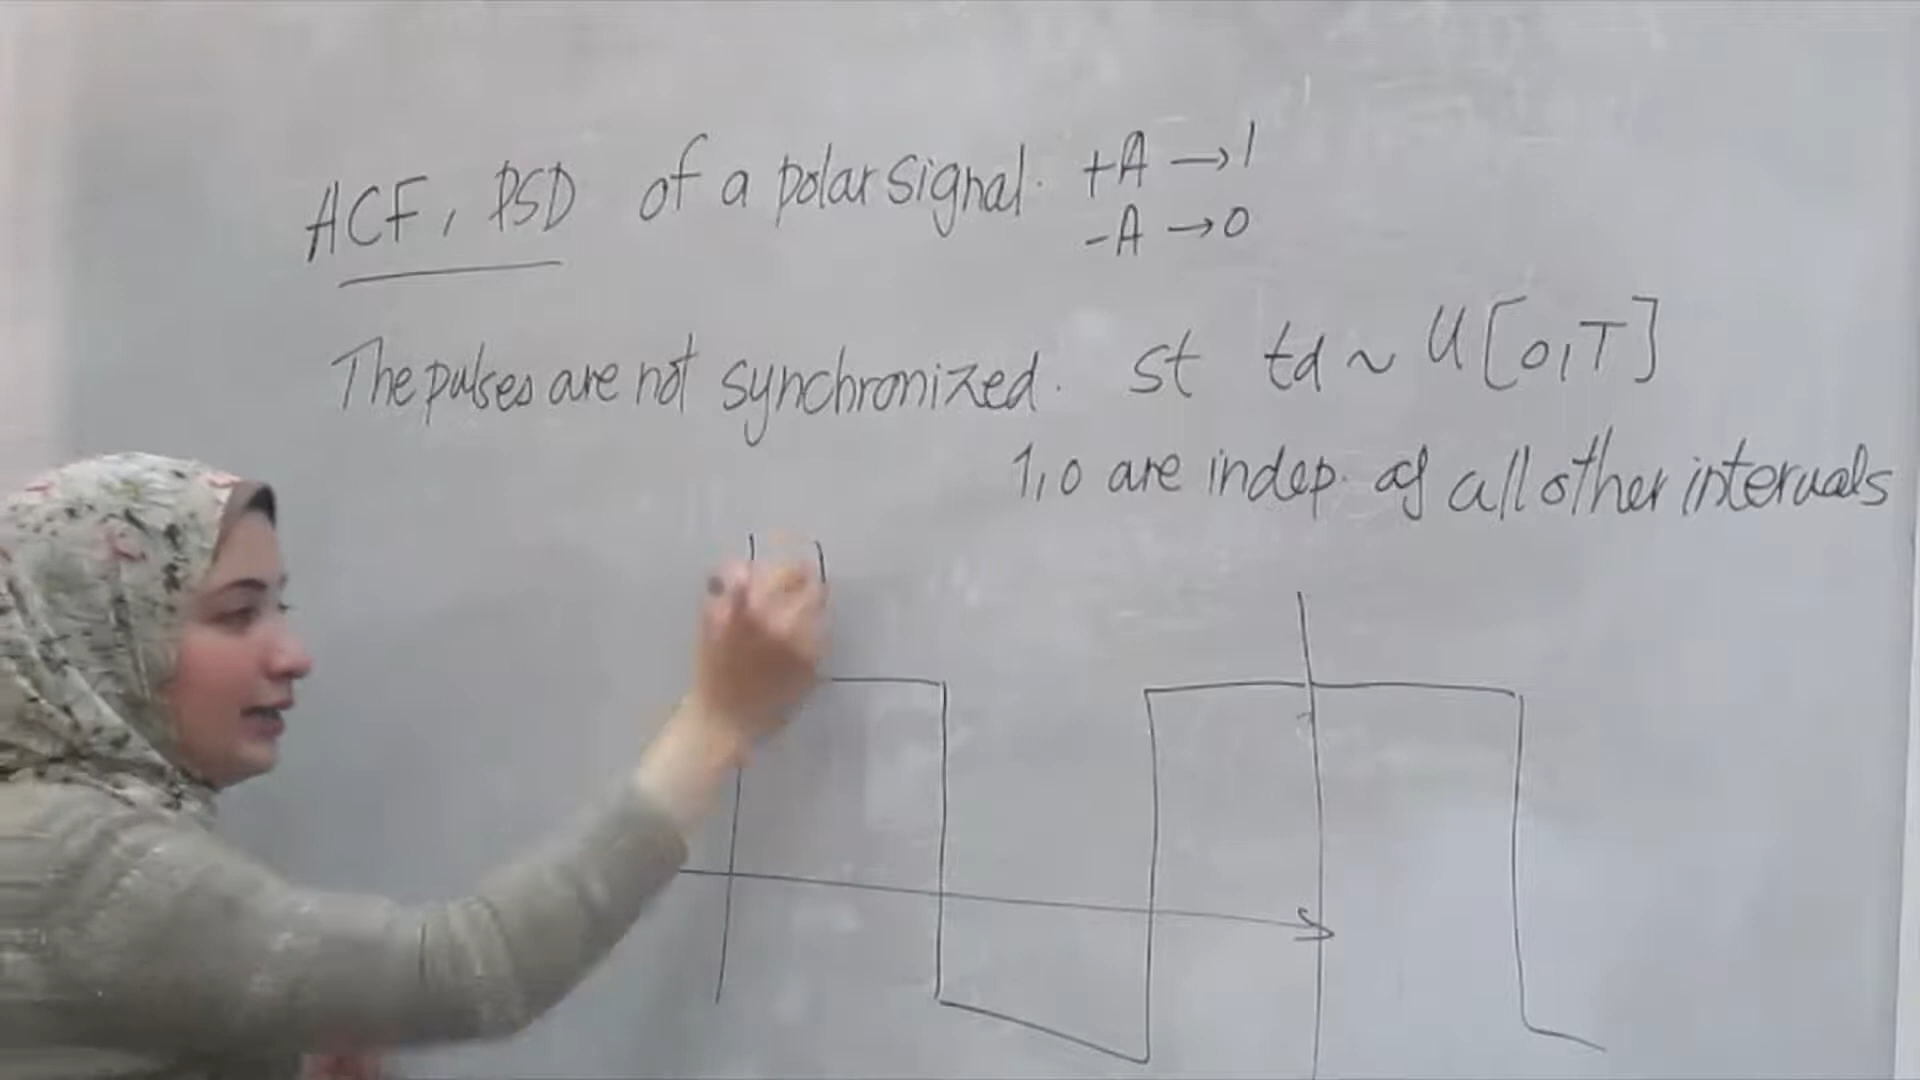 ACF, PSD of a polar signal. +A → 1
-A → 0
The pulses are not synchronized. st td ~ U[0,T]
1,0 are indep. of all other intervals